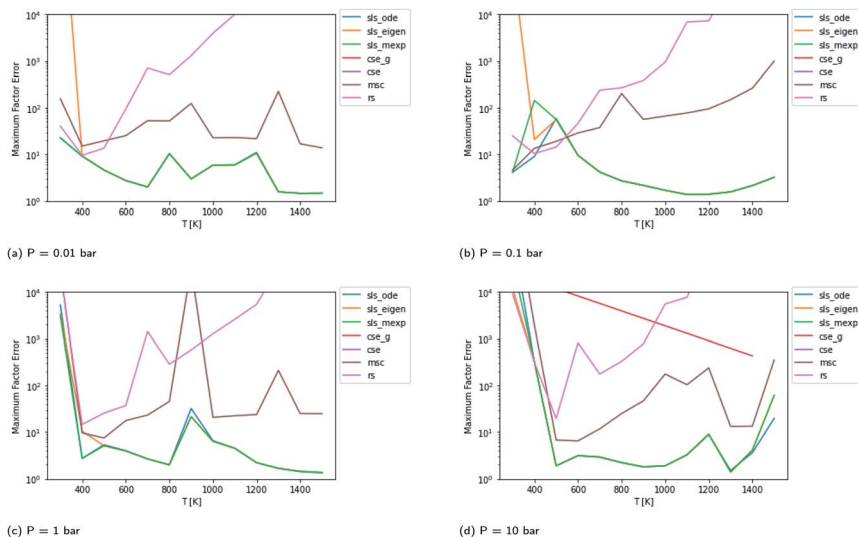 10⁴
10³
10²
10¹
10⁰
Maximum Factor Error
400 600 800 1000 1200 1400
T [K]
sls_ode
sls_eigen
sls_mexp
cse_g
cse
msc
rs
(a) P = 0.01 bar
10⁴
10³
10²
10¹
10⁰
Maximum Factor Error
400 600 800 1000 1200 1400
T [K]
sls_ode
sls_eigen
sls_mexp
cse_g
cse
msc
rs
(b) P = 0.1 bar
10⁴
10³
10²
10¹
10⁰
Maximum Factor Error
400 600 800 1000 1200 1400
T [K]
sls_ode
sls_eigen
sls_mexp
cse_g
cse
msc
rs
(c) P = 1 bar
10⁴
10³
10²
10¹
10⁰
Maximum Factor Error
400 600 800 1000 1200 1400
T [K]
sls_ode
sls_eigen
sls_mexp
cse_g
cse
msc
rs
(d) P = 10 bar